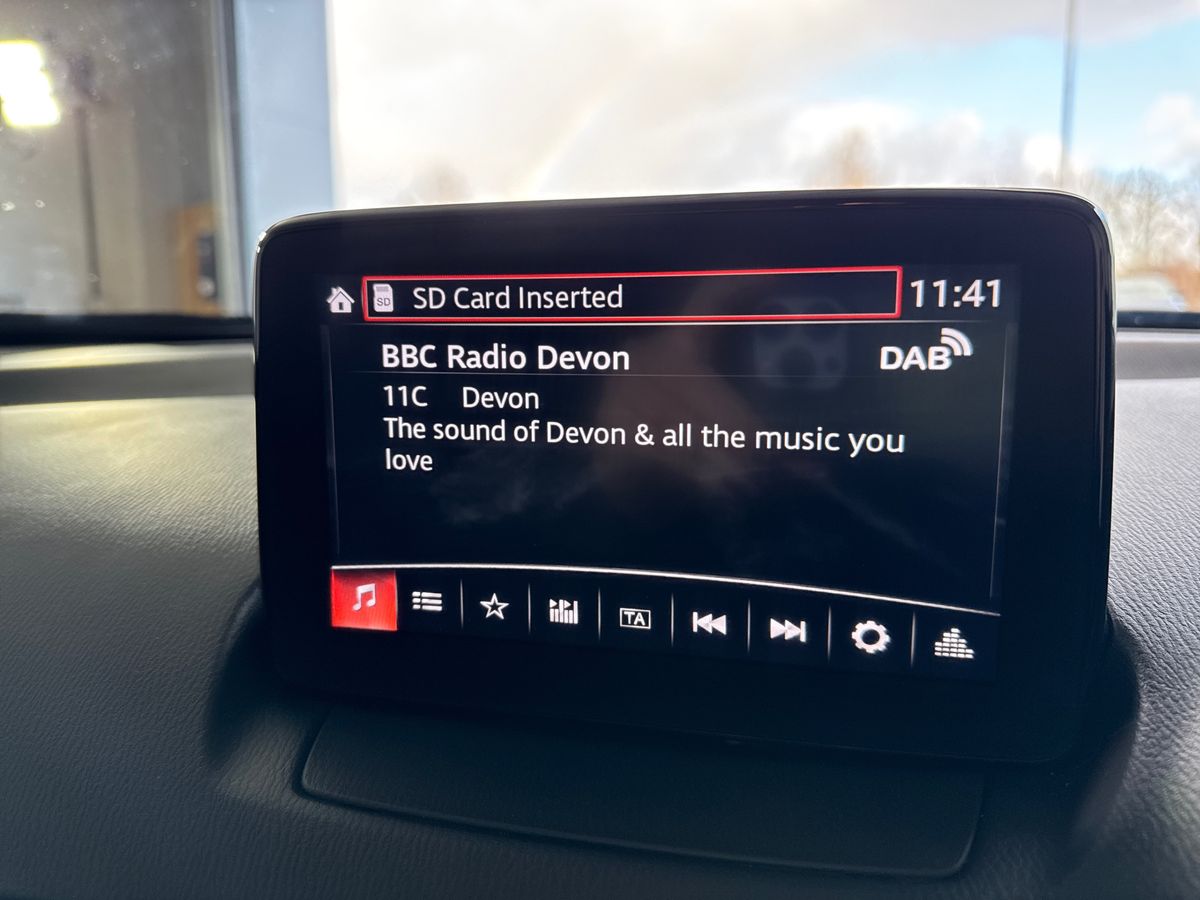 SD
SD Card Inserted
11:41
BBC Radio Devon
DAB
11C Devon
The sound of Devon & all the music you
love
TA